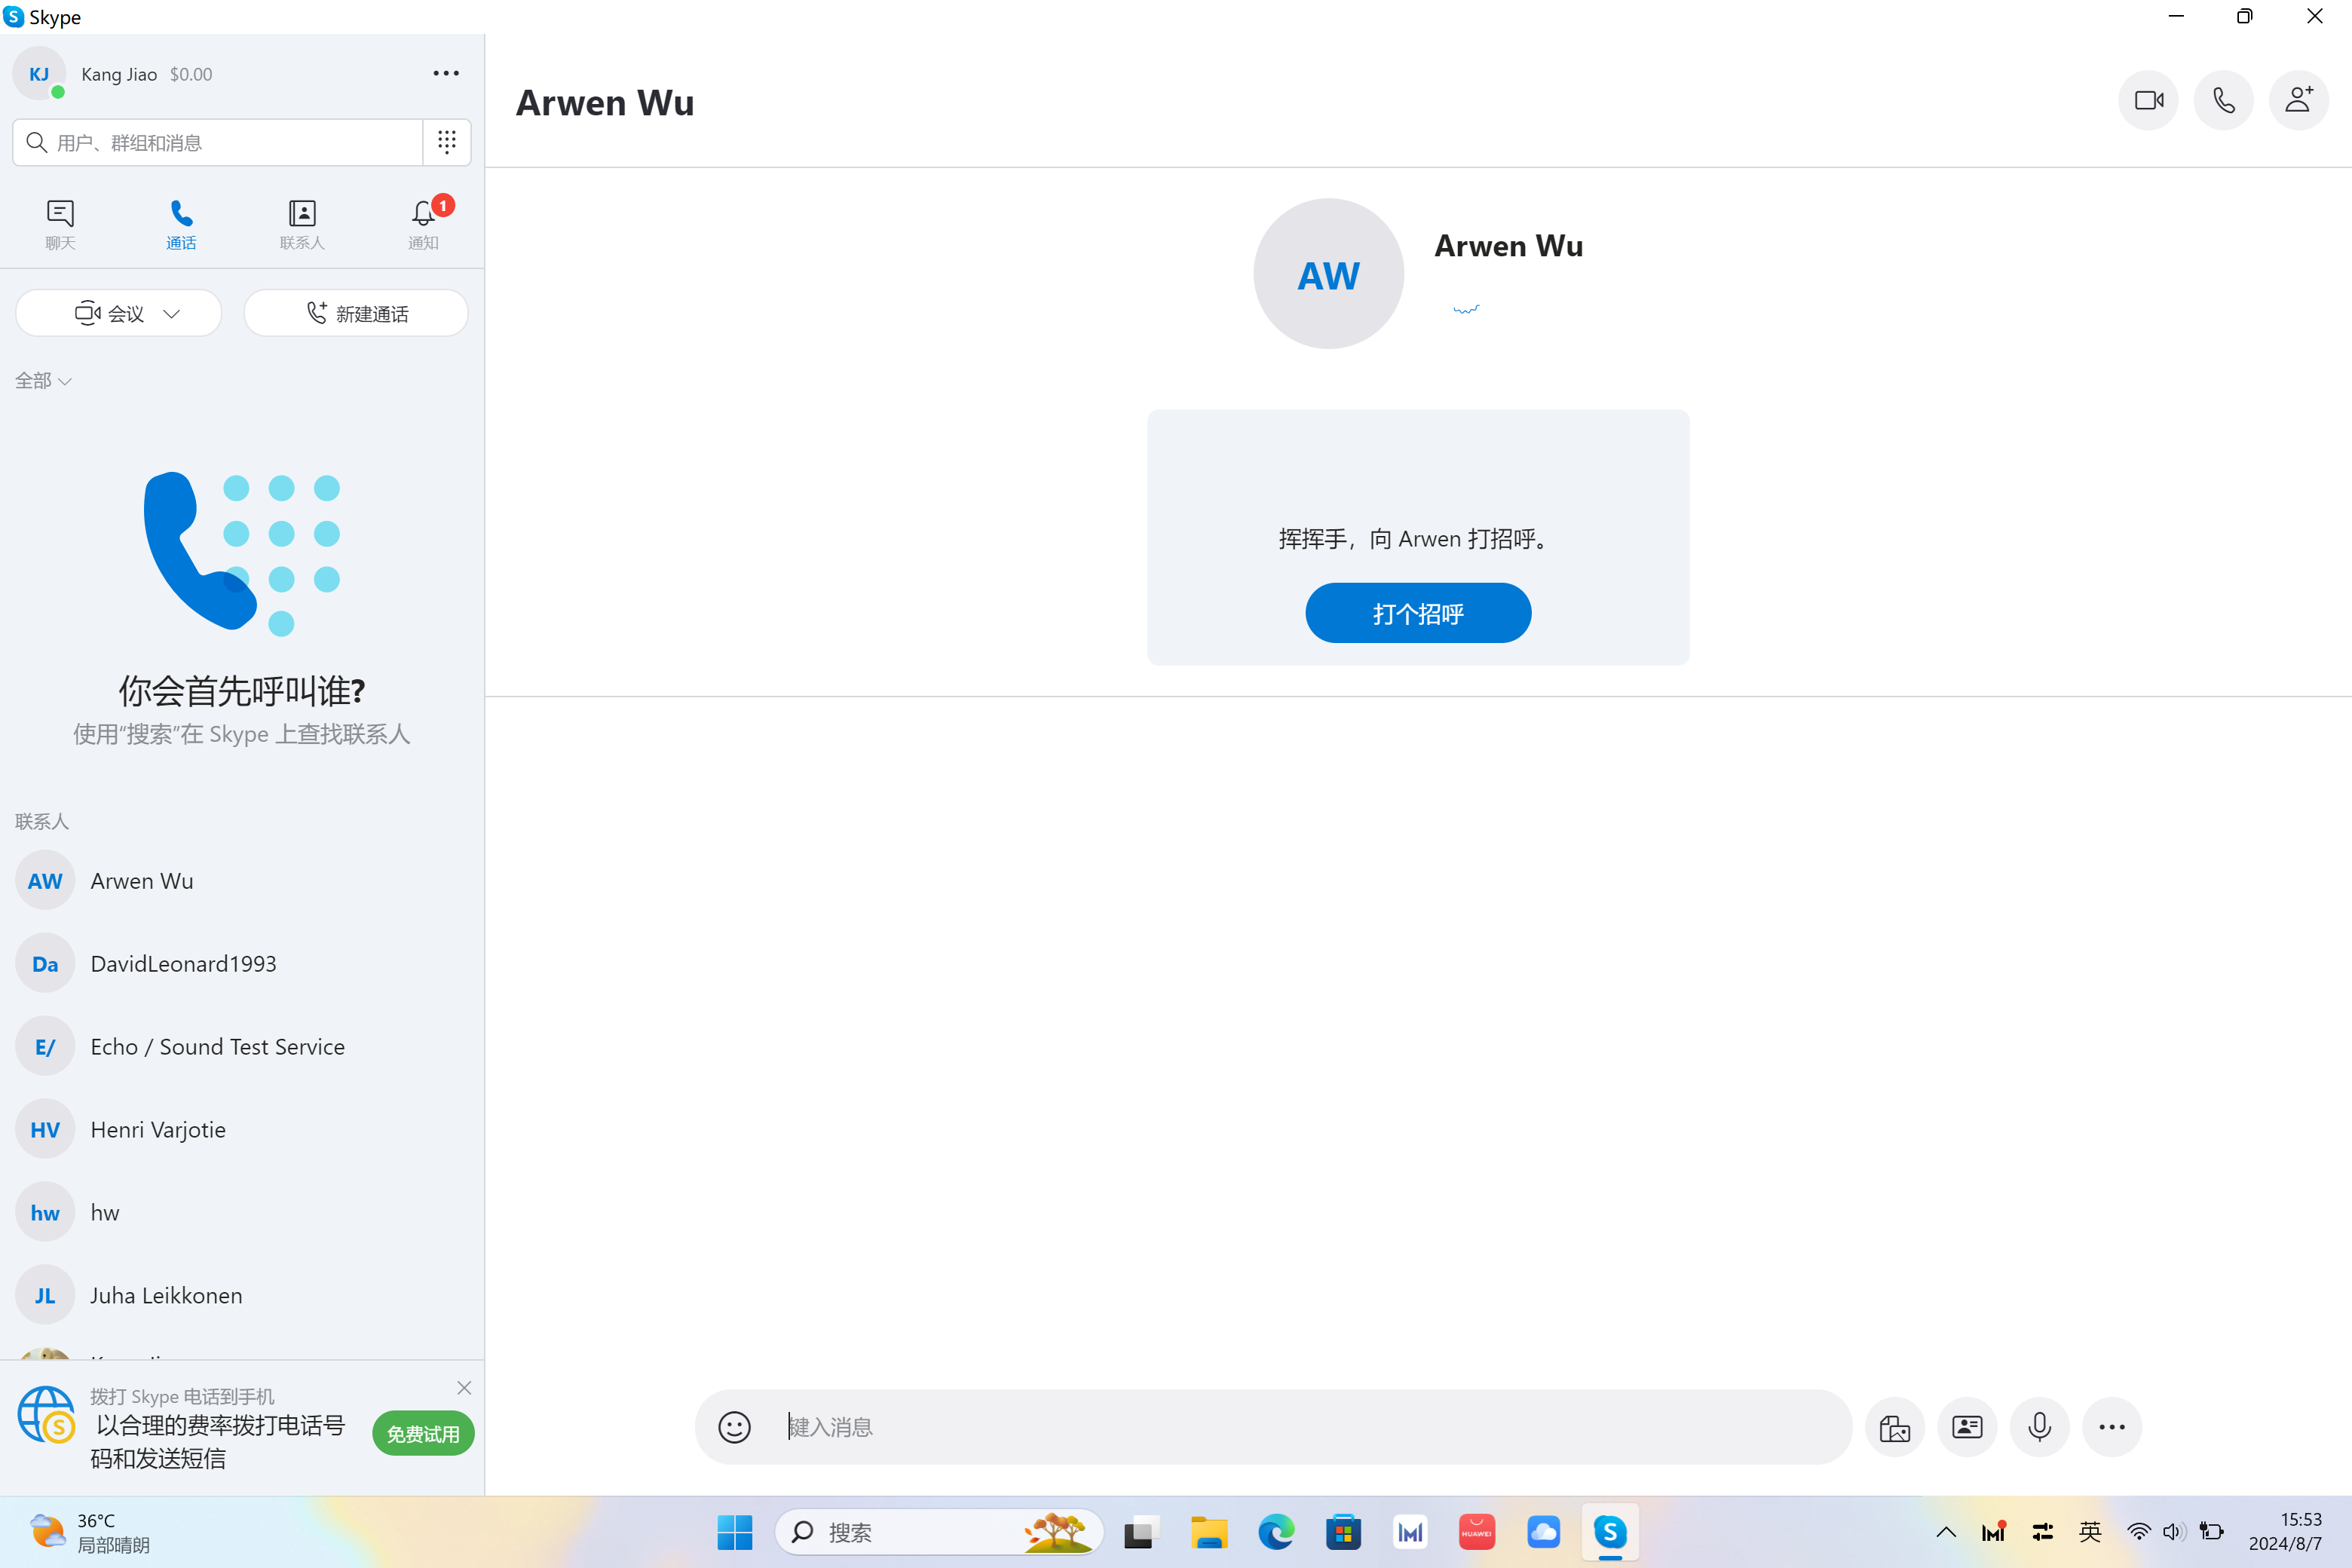 Skype
KJ
Kang Jiao $0.00
用户、群组和消息
聊天
通话
联系人
通知
1
会议
新建通话
全部
你会首先呼叫谁?
使用“搜索”在 Skype 上查找联系人
联系人
AW
Arwen Wu
Da
DavidLeonard1993
E/
Echo / Sound Test Service
HV
Henri Varjotie
hw
hw
JL
Juha Leikkonen
拨打 Skype 电话到手机
以合理的费率拨打电话号
码和发送短信
免费试用
Arwen Wu
AW
Arwen Wu
挥挥手，向 Arwen 打招呼。
打个招呼
键入消息
36°C
局部晴朗
搜索
HUAWEI
英
15:53
2024/8/7